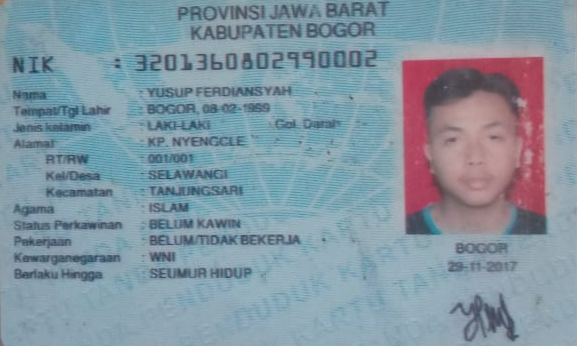 PROVINSI JAWA BARAT
KABUPATEN BOGOR
NIK : 3201360802990002
Nama : YUSUP FERDIANSYAH
Tempat/Tgl Lahir : BOGOR, 08-02-1999
Jenis kelamin : LAKI-LAKI Gol. Darah
Alamat : KP. NYENGCLE
RT/RW : 001/001
Kel/Desa : SELAWANGI
Kecamatan : TANJUNGSARI
Agama : ISLAM
Status Perkawinan : BELUM KAWIN
Pekerjaan : BELUM/TIDAK BEKERJA
Kewarganegaraan : WNI
Berlaku Hingga : SEUMUR HIDUP
BOGOR
29-11-2017